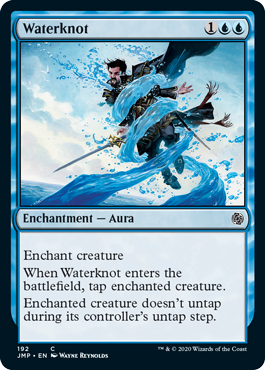 Waterknot 1
Enchantment — Aura
Enchant creature
When Waterknot enters the
battlefield, tap enchanted creature.
Enchanted creature doesn't untap
during its controller's untap step.
192 C
JMP • EN WAYNE REYNOLDS
™ & © 2020 Wizards of the Coast